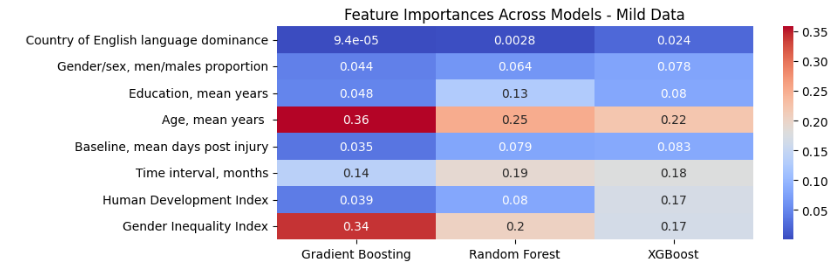 Feature Importances Across Models - Mild Data
Country of English language dominance 9.4e-05 0.0028 0.024
Gender/sex, men/males proportion 0.044 0.064 0.078
Education, mean years 0.048 0.13 0.08
Age, mean years 0.36 0.25 0.22
Baseline, mean days post injury 0.035 0.079 0.083
Time interval, months 0.14 0.19 0.18
Human Development Index 0.039 0.08 0.17
Gender Inequality Index 0.34 0.2 0.17
Gradient Boosting Random Forest XGBoost
0.35
0.30
0.25
0.20
0.15
0.10
0.05